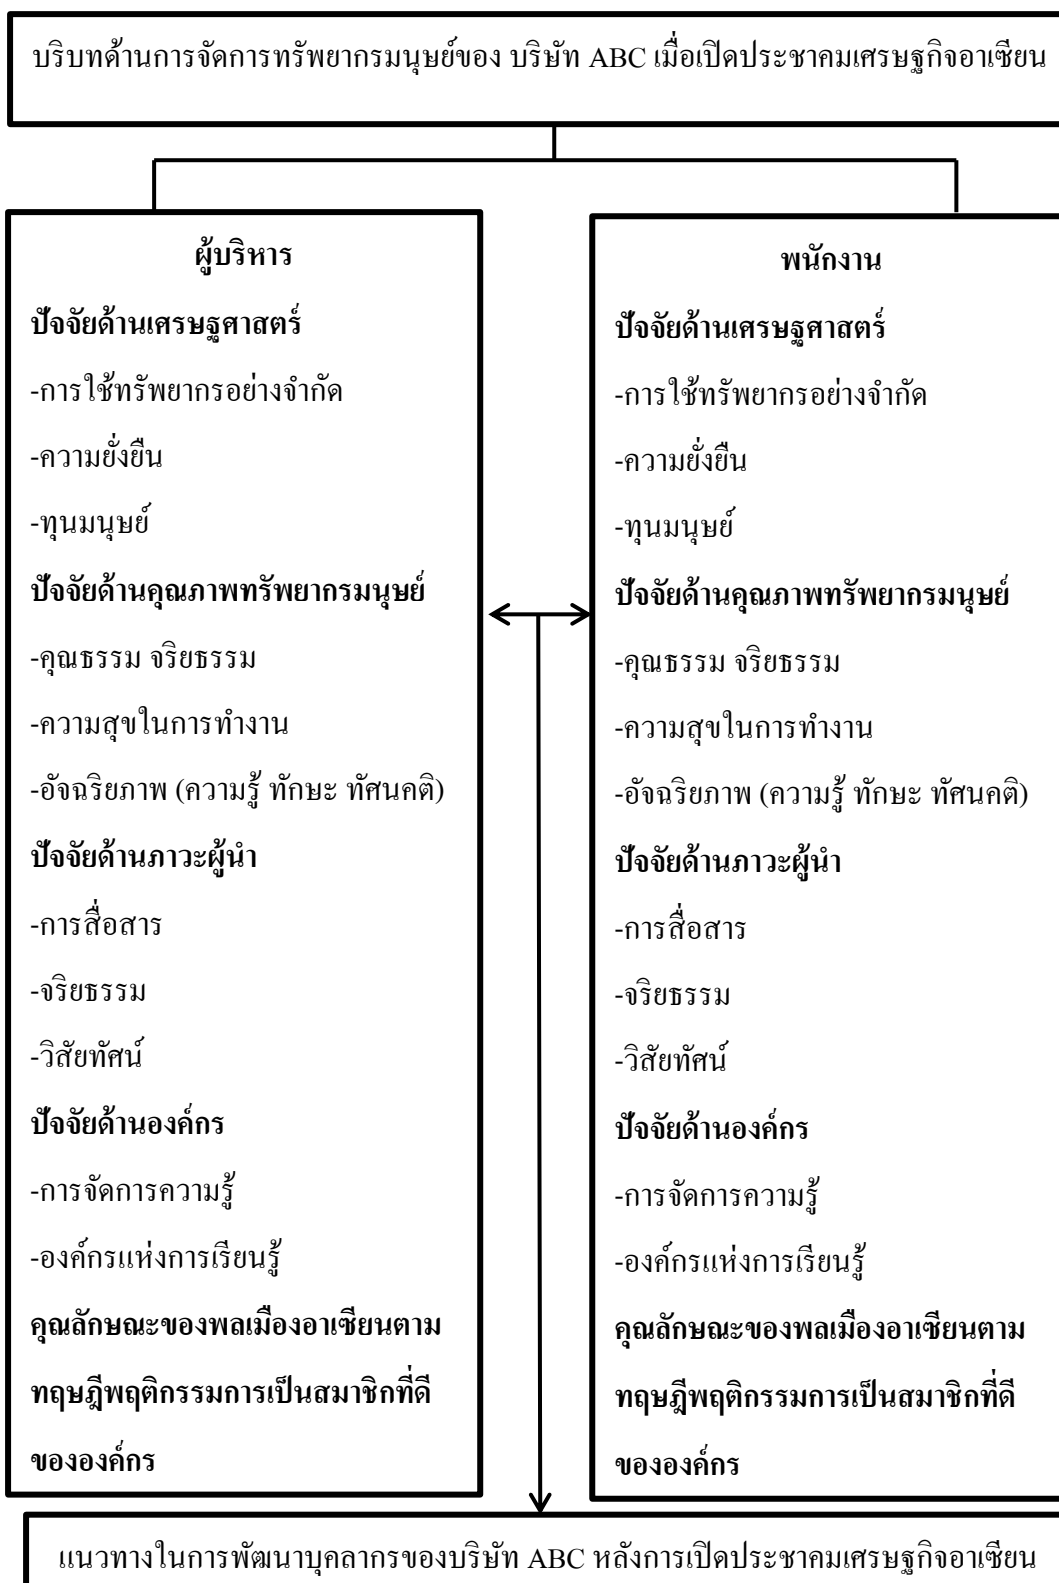 บริบทด้านการจัดการทรัพยากรมนุษย์ของ บริษัท ABC เมื่อเปิดประชาคมเศรษฐกิจอาเซียน
ผู้บริหาร
ปัจจัยด้านเศรษฐศาสตร์
-การใช้ทรัพยากรอย่างจำกัด
-ความยั่งยืน
-ทุนมนุษย์
ปัจจัยด้านคุณภาพทรัพยากรมนุษย์
-คุณธรรม จริยธรรม
-ความสุขในการทำงาน
-อัจฉริยภาพ (ความรู้ ทักษะ ทัศนคติ)
ปัจจัยด้านภาวะผู้นำ
-การสื่อสาร
-จริยธรรม
-วิสัยทัศน์
ปัจจัยด้านองค์กร
-การจัดการความรู้
-องค์กรแห่งการเรียนรู้
คุณลักษณะของพลเมืองอาเซียนตาม
ทฤษฎีพฤติกรรมการเป็นสมาชิกที่ดี
ขององค์กร
พนักงาน
ปัจจัยด้านเศรษฐศาสตร์
-การใช้ทรัพยากรอย่างจำกัด
-ความยั่งยืน
-ทุนมนุษย์
ปัจจัยด้านคุณภาพทรัพยากรมนุษย์
-คุณธรรม จริยธรรม
-ความสุขในการทำงาน
-อัจฉริยภาพ (ความรู้ ทักษะ ทัศนคติ)
ปัจจัยด้านภาวะผู้นำ
-การสื่อสาร
-จริยธรรม
-วิสัยทัศน์
ปัจจัยด้านองค์กร
-การจัดการความรู้
-องค์กรแห่งการเรียนรู้
คุณลักษณะของพลเมืองอาเซียนตาม
ทฤษฎีพฤติกรรมการเป็นสมาชิกที่ดี
ขององค์กร
แนวทางในการพัฒนาบุคลากรของบริษัท ABC หลังการเปิดประชาคมเศรษฐกิจอาเซียน